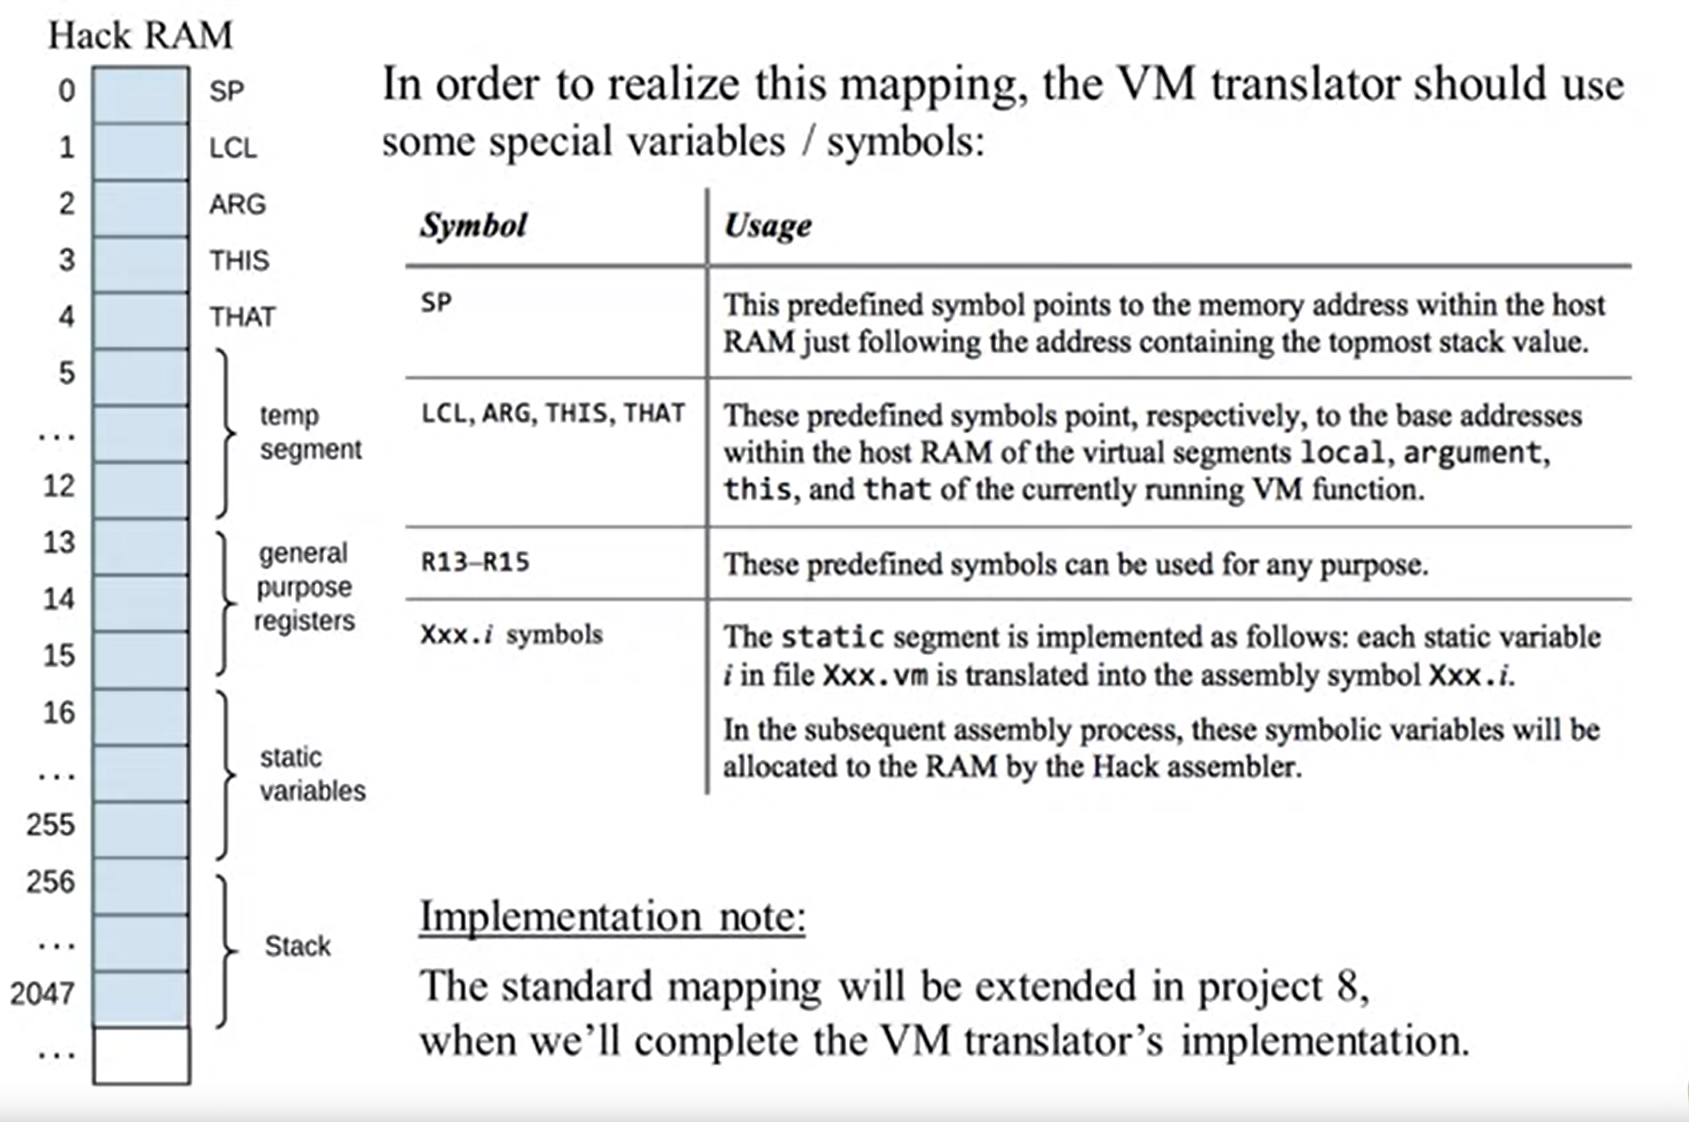 Hack RAM
0 SP
1 LCL
2 ARG
3 THIS
4 THAT
5
...
12
temp
segment
13
14
15
general
purpose
registers
16
...
255
static
variables
256
...
2047
Stack
...
In order to realize this mapping, the VM translator should use
some special variables / symbols:
Symbol Usage
SP This predefined symbol points to the memory address within the host
RAM just following the address containing the topmost stack value.
LCL, ARG, THIS, THAT These predefined symbols point, respectively, to the base addresses
within the host RAM of the virtual segments local, argument,
this, and that of the currently running VM function.
R13–R15 These predefined symbols can be used for any purpose.
Xxx.i symbols The static segment is implemented as follows: each static variable
i in file Xxx.vm is translated into the assembly symbol Xxx.i.
In the subsequent assembly process, these symbolic variables will be
allocated to the RAM by the Hack assembler.
Implementation note:
The standard mapping will be extended in project 8,
when we’ll complete the VM translator’s implementation.